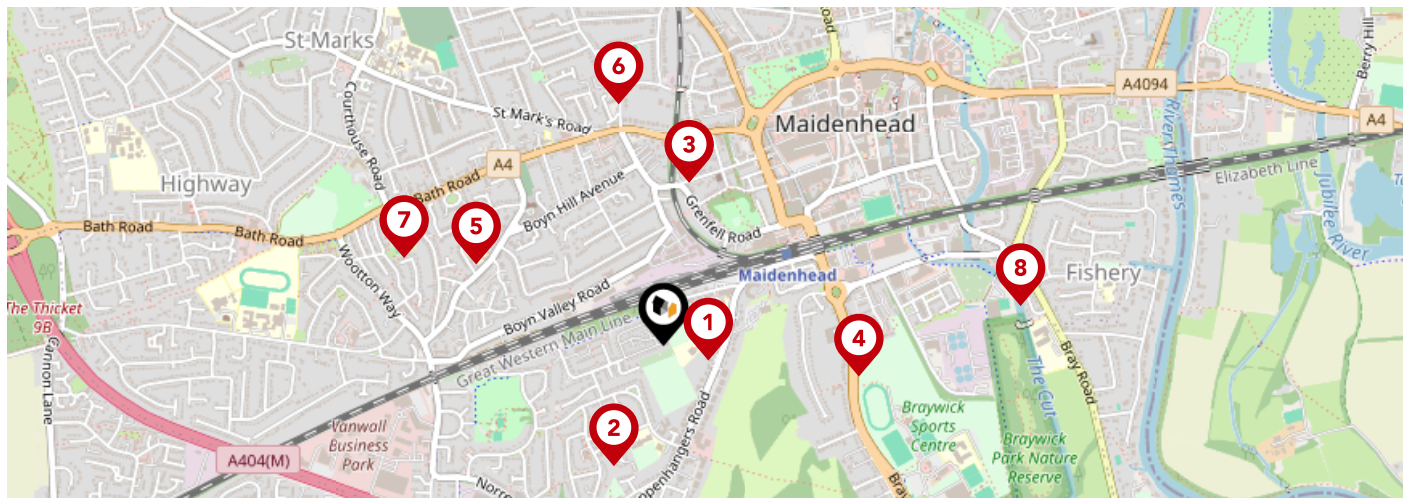 St Marks
Road
Berry Hill
6
A4094
Courthouse Road
St Mark's Road
Maidenhead
A4
River Thames
3
A4
Elizabeth Line
Highway
Bath Road
Boyn Hill Avenue
Jubilee River
7
5
Grenfell Road
Bath Road
Bath Road
Wootton Way
Maidenhead
8
Fishery
Boyn Valley Road
The Thicket
9B
1
4
Great Western Main Line
Cannon Lane
The Cut
Bray Road
Braywick
Sports
Centre
2
Vanwall
Business
Park
Braywick
Park Nature
Reserve
A404(M)